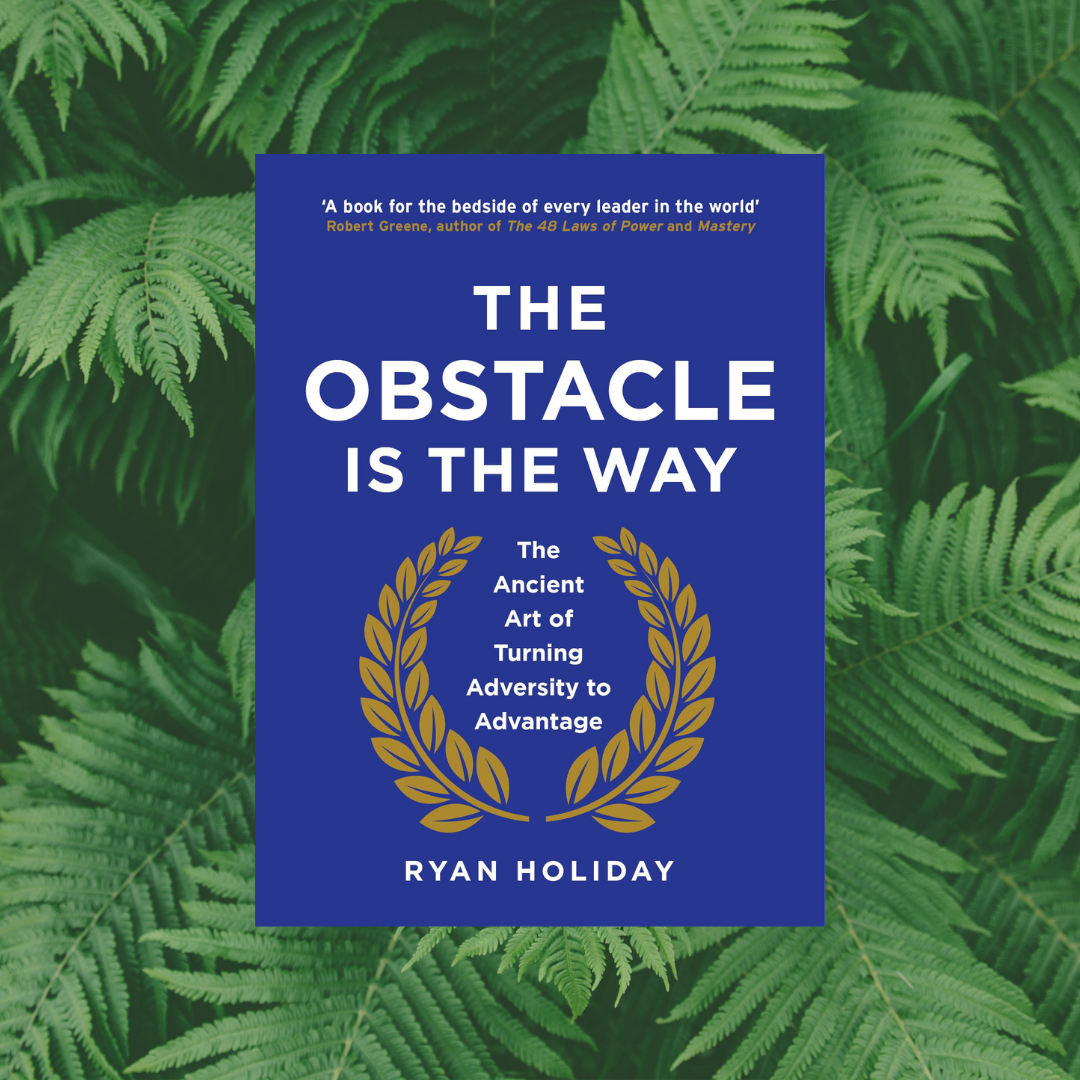 ‘A book for the bedside of every leader in the world’
Robert Greene, author of The 48 Laws of Power and Mastery
THE
OBSTACLE
IS THE WAY
The
Ancient
Art of
Turning
Adversity to
Advantage
RYAN HOLIDAY